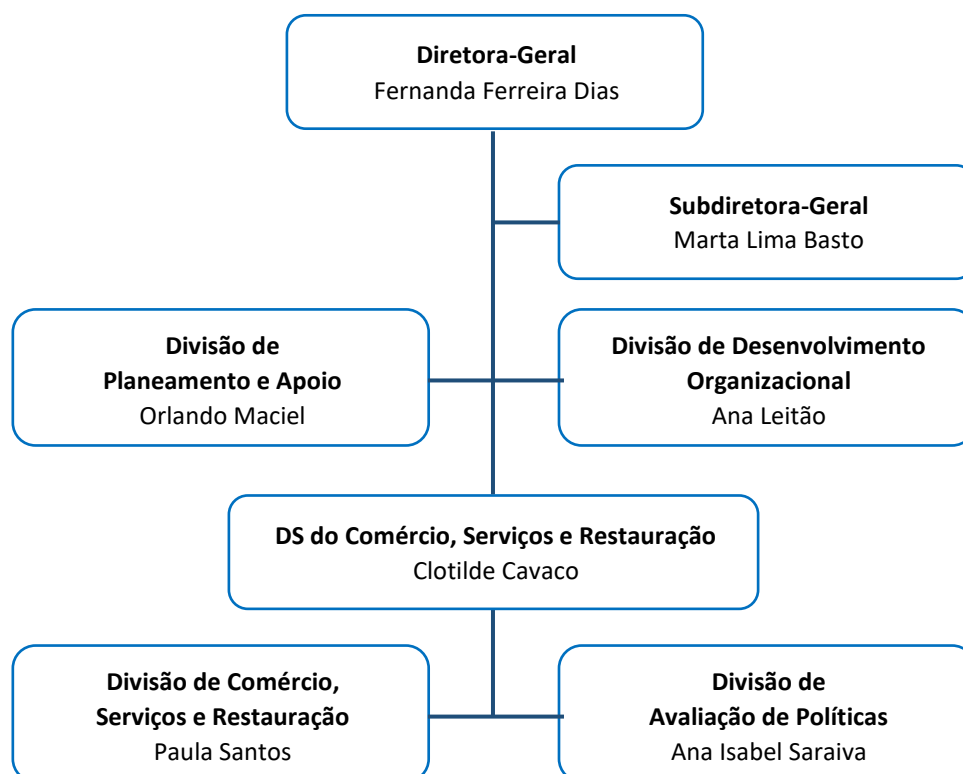 Diretora-Geral
Fernanda Ferreira Dias
Subdiretora-Geral
Marta Lima Basto
Divisão de
Planeamento e Apoio
Orlando Maciel
Divisão de Desenvolvimento
Organizacional
Ana Leitão
DS do Comércio, Serviços e Restauração
Clotilde Cavaco
Divisão de Comércio,
Serviços e Restauração
Paula Santos
Divisão de
Avaliação de Políticas
Ana Isabel Saraiva